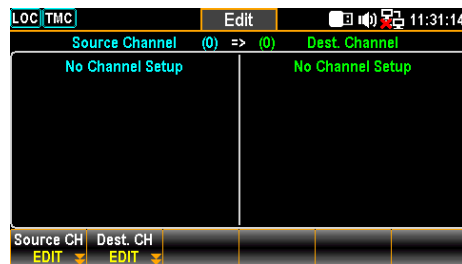 LOC TMC Edit 11:31:14
Source Channel (0) => (0) Dest. Channel
No Channel Setup No Channel Setup
Source CH Dest. CH
EDIT EDIT